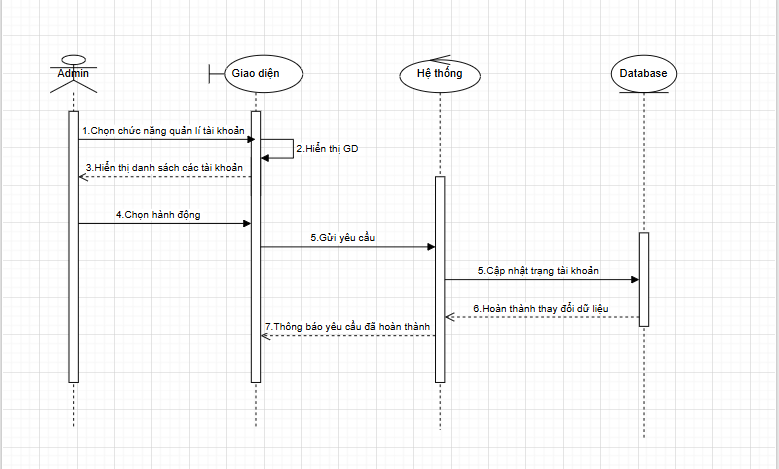 Admin
Giao diện
Hệ thống
Database
1.Chọn chức năng quản lí tài khoản
2.Hiển thị GD
3.Hiển thị danh sách các tài khoản
4.Chọn hành động
5.Gửi yêu cầu
5.Cập nhật trạng tài khoản
6.Hoàn thành thay đổi dữ liệu
7.Thông báo yêu cầu đã hoàn thành